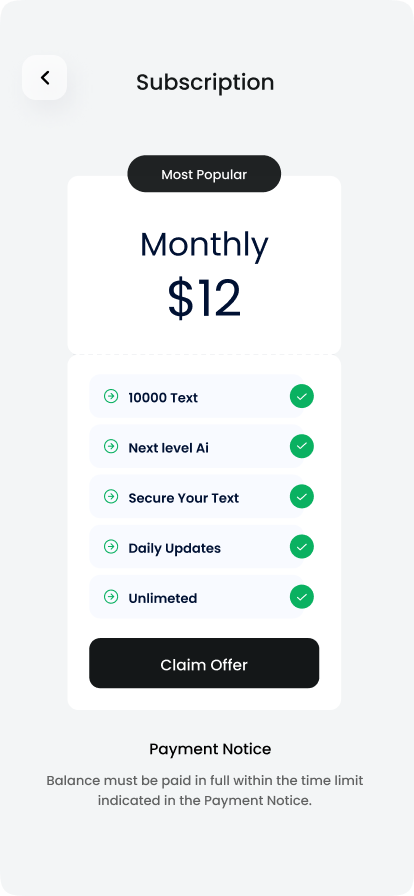 Subscription
Most Popular
Monthly
$12
10000 Text
Next level Ai
Secure Your Text
Daily Updates
Unlimeted
Claim Offer
Payment Notice
Balance must be paid in full within the time limit
indicated in the Payment Notice.